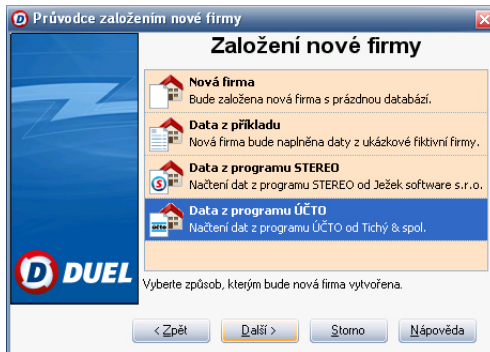 Průvodce založením nové firmy
Založení nové firmy
Nová firma
Bude založena nová firma s prázdnou databází.
Data z příkladu
Nová firma bude naplněna daty z ukázkové fiktivní firmy.
Data z programu STEREO
Načtení dat z programu STEREO od Ježek software s.r.o.
Data z programu ÚČTO
Načtení dat z programu ÚČTO od Tichý & spol.
DUEL
Vyberte způsob, kterým bude nová firma vytvořena.
< Zpět Další > Storno Nápověda